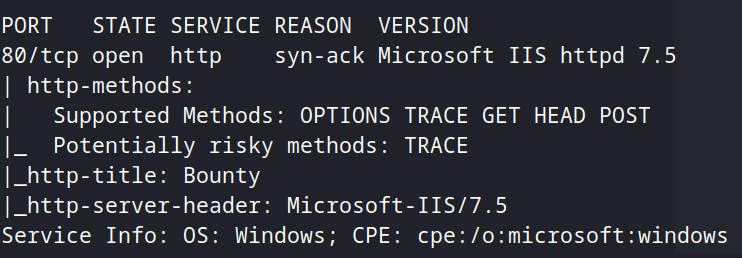 PORT   STATE SERVICE REASON  VERSION
80/tcp open  http    syn-ack Microsoft IIS httpd 7.5
| http-methods:
|   Supported Methods: OPTIONS TRACE GET HEAD POST
|_  Potentially risky methods: TRACE
|_http-title: Bounty
|_http-server-header: Microsoft-IIS/7.5
Service Info: OS: Windows; CPE: cpe:/o:microsoft:windows